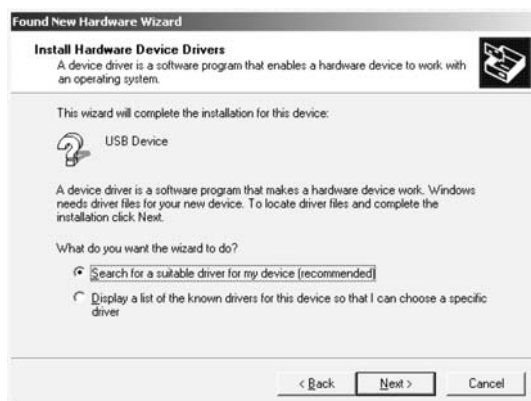 Found New Hardware Wizard
Install Hardware Device Drivers
A device driver is a software program that enables a hardware device to work with
an operating system.
This wizard will complete the installation for this device:
USB Device
A device driver is a software program that makes a hardware device work. Windows
needs driver files for your new device. To locate driver files and complete the
installation click Next.
What do you want the wizard to do?
Search for a suitable driver for my device (recommended)
Display a list of the known drivers for this device so that I can choose a specific
driver
< Back Next > Cancel